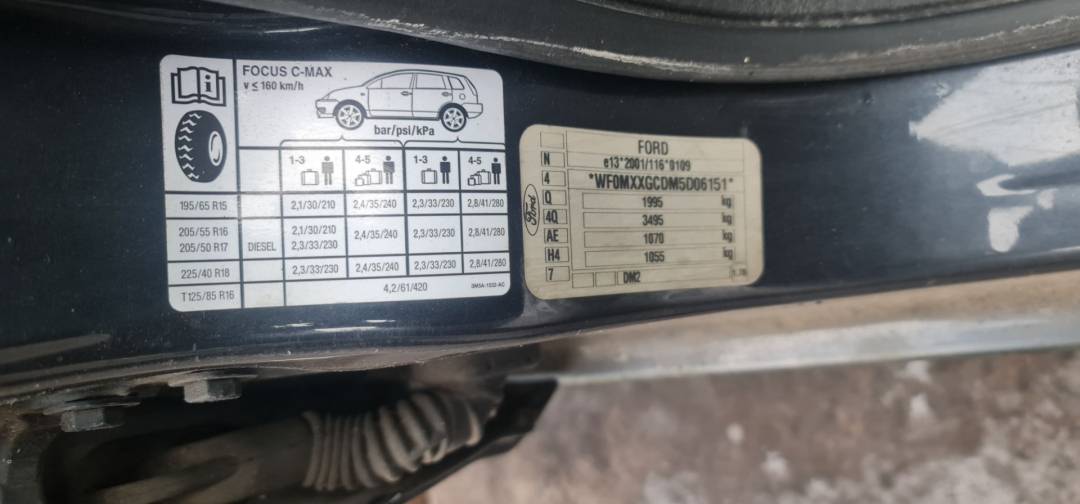 FOCUS C-MAX
v ≤ 160 km/h
bar/psi/kPa
1-3 4-5 1-3 4-5
195/65 R15 2,1/30/210 2,4/35/240 2,3/33/230 2,8/41/280
205/55 R16 2,1/30/210 2,4/35/240 2,3/33/230 2,8/41/280
205/50 R17 DIESEL 2,3/33/230
225/40 R18 2,3/33/230 2,4/35/240 2,3/33/230 2,8/41/280
T125/85 R16 4,2/61/420
Ford
FORD
N e13*2001/116*0109
4 *WF0MXXGCDM5D06151*
Q 1995 kg
4Q 3495 kg
AE 1070 kg
H4 1055 kg
7 DM2